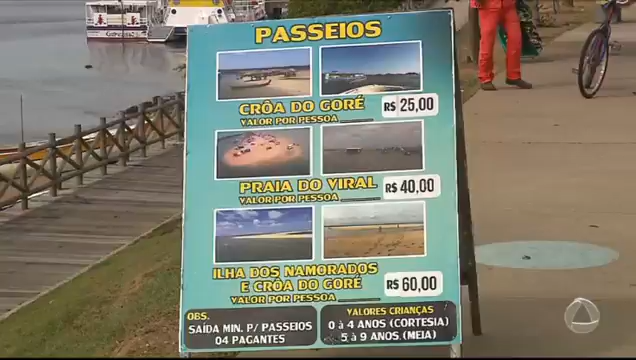 PASSEIOS
CRÔA DO GORÉ R$ 25,00
VALOR POR PESSOA
PRAIA DO VIRAL R$ 40,00
VALOR POR PESSOA
ILHA DOS NAMORADOS
E CRÔA DO GORÉ R$ 60,00
VALOR POR PESSOA
OBS.
SAÍDA MIN. P/ PASSEIOS
04 PAGANTES
VALORES CRIANÇAS
0 à 4 ANOS (CORTESIA)
5 à 9 ANOS. (MEIA)